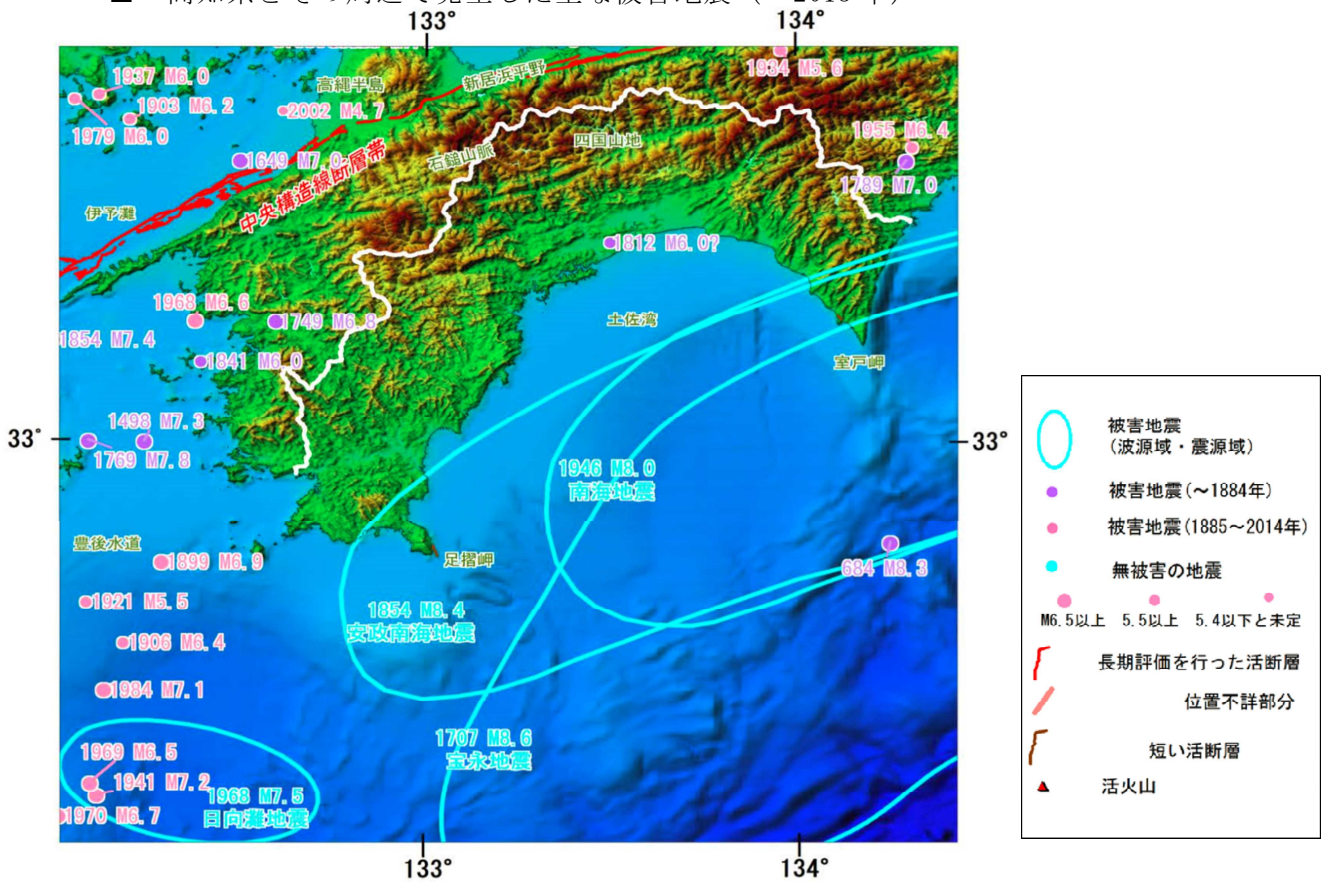 133°
134°
1937 M6.0
1903 M6.2
1979 M6.0
高縄半島
2002 M4.7
新居浜平野
1934 M5.6
1649 M7.0
中央構造線断層帯
石鎚山脈
四国山地
1955 M6.4
1789 M7.0
伊予灘
1812 M6.0?
1968 M6.6
1749 M6.8
1854 M7.4
1841 M6.0
土佐湾
室戸岬
33°
1498 M7.3
1769 M7.8
33°
1946 M8.0
南海地震
豊後水道
1899 M6.9
足摺岬
684 M8.3
1921 M5.5
1854 M8.4
安政南海地震
1906 M6.4
1984 M7.1
1707 M8.6
宝永地震
1969 M6.5
1941 M7.2
1968 M7.5
日向灘地震
1970 M6.7
133°
134°
被害地震
(波源域・震源域)
被害地震(~1884年)
被害地震(1885~2014年)
無被害の地震
M6.5以上 5.5以上 5.4以下と未定
長期評価を行った活断層
位置不詳部分
短い活断層
活火山